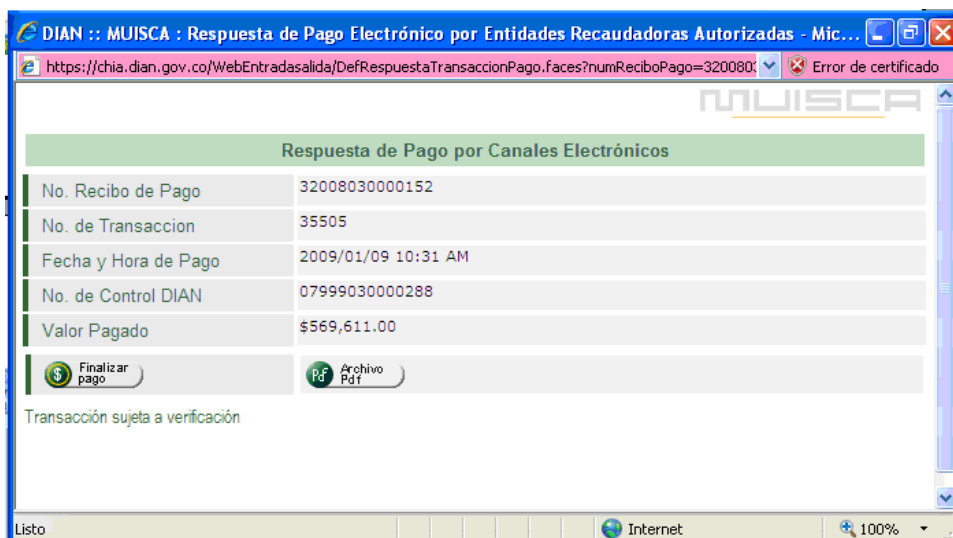 DIAN :: MUISCA : Respuesta de Pago Electrónico por Entidades Recaudadoras Autorizadas - Mic...
https://chia.dian.gov.co/WebEntradasalida/DefRespuestaTransaccionPago.faces?numReciboPago=320080: Error de certificado
MUISCA
Respuesta de Pago por Canales Electrónicos
No. Recibo de Pago 32008030000152
No. de Transaccion 35505
Fecha y Hora de Pago 2009/01/09 10:31 AM
No. de Control DIAN 07999030000288
Valor Pagado $569,611.00
Finalizar pago Pdf Archivo Pdf
Transacción sujeta a verificación
Listo Internet 100%